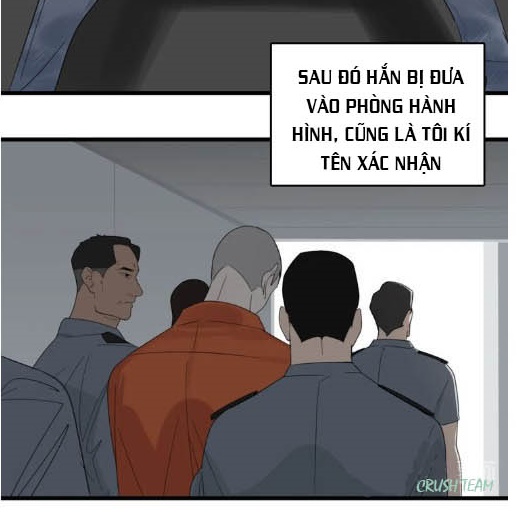 SAU ĐÓ HẮN BỊ ĐƯA
VÀO PHÒNG HÀNH
HÌNH, CŨNG LÀ TÔI KÍ
TÊN XÁC NHẬN
CRUSH TEAM